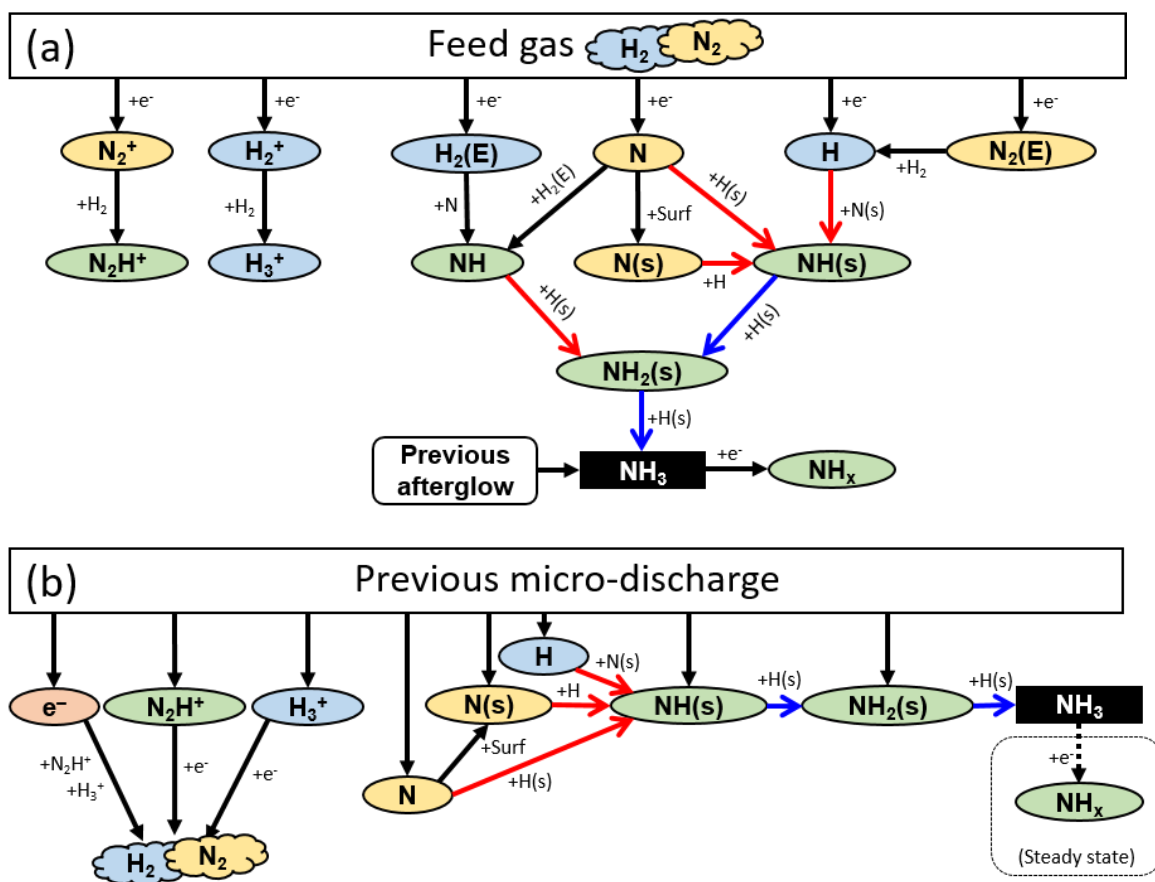 (a) Feed gas H₂ N₂
+e⁻ +e⁻ +e⁻ +e⁻ +e⁻ +e⁻
N₂⁺ H₂⁺ H₂(E) N H N₂(E)
+H₂
+H₂ +H₂ +N +H₂(E) +Surf +H(s) +N(s)
N₂H⁺ H₃⁺ NH N(s) +H NH(s)
+H(s) +H(s)
NH₂(s)
+H(s)
Previous
afterglow
NH₃ +e⁻ NHₓ
(b) Previous micro-discharge
H +N(s)
e⁻ N₂H⁺ H₃⁺ N(s) +H NH(s) +H(s) NH₂(s) +H(s) NH₃
+N₂H⁺
+H₃⁺
+e⁻ +e⁻ +Surf +H(s) +e⁻
N NHₓ
H₂ N₂ (Steady state)